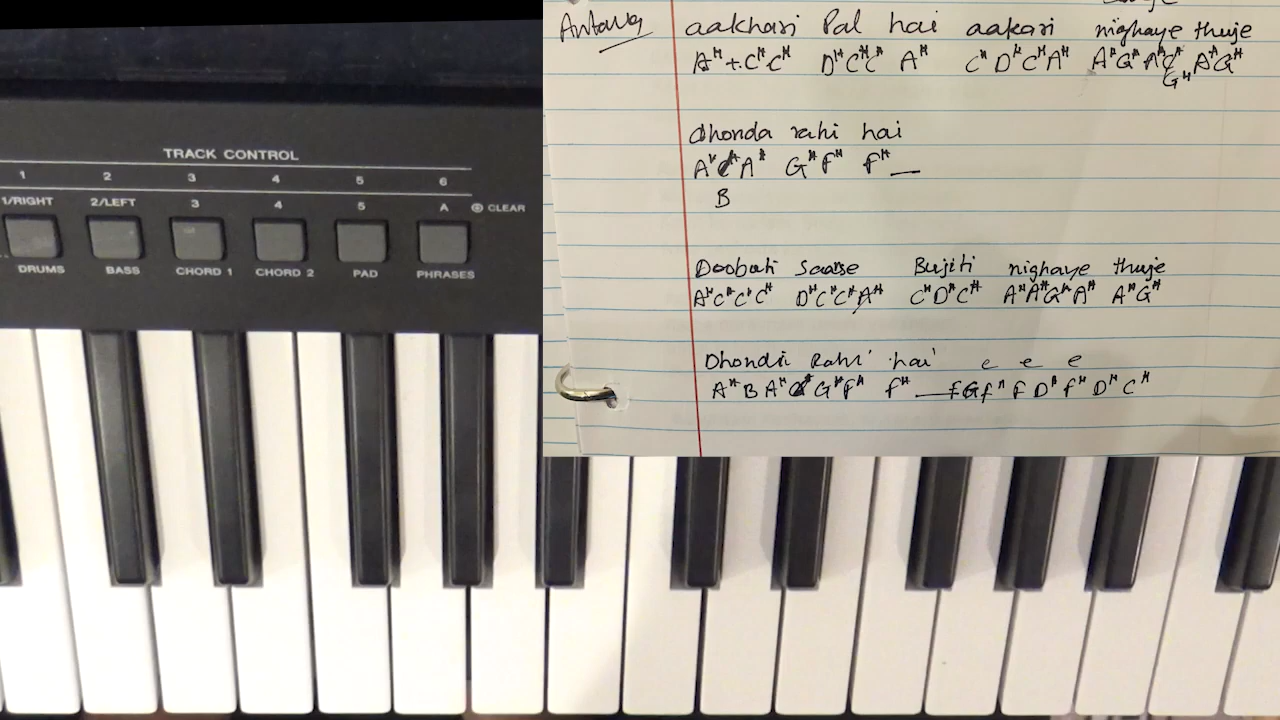 TRACK CONTROL
1 2 3 4 5 6
1/RIGHT 2/LEFT 3 4 5 A CLEAR
DRUMS BASS CHORD 1 CHORD 2 PAD PHRASES
Antara aakhari Pal hai aakari nighaye thuje
A# + C# C# D# C# C# A# C# D# C# A# A# G# A# C# A# G#
G#
dhonda rahi hai
A# A# G# F# F# —
B
Doobati Saase Bujiti nighaye thuje
A# C# C# C# D# C# C# A# C# D# C# A# A# G# A# A# G#
Dhondi Rahi hai e e e
A# B A# G# F# F# — F G F# F D# F# D# C#